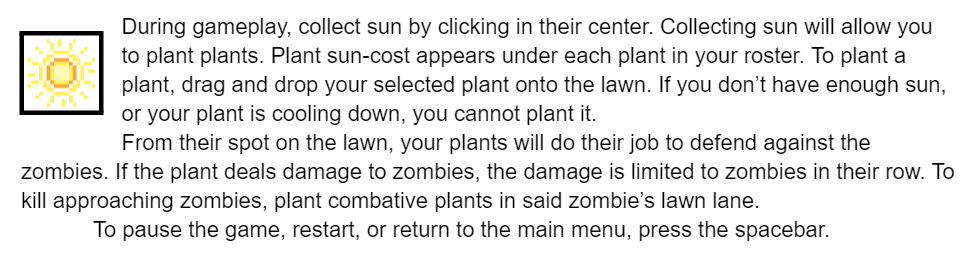 During gameplay, collect sun by clicking in their center. Collecting sun will allow you
to plant plants. Plant sun-cost appears under each plant in your roster. To plant a
plant, drag and drop your selected plant onto the lawn. If you don’t have enough sun,
or your plant is cooling down, you cannot plant it.
From their spot on the lawn, your plants will do their job to defend against the
zombies. If the plant deals damage to zombies, the damage is limited to zombies in their row. To
kill approaching zombies, plant combative plants in said zombie’s lawn lane.
To pause the game, restart, or return to the main menu, press the spacebar.